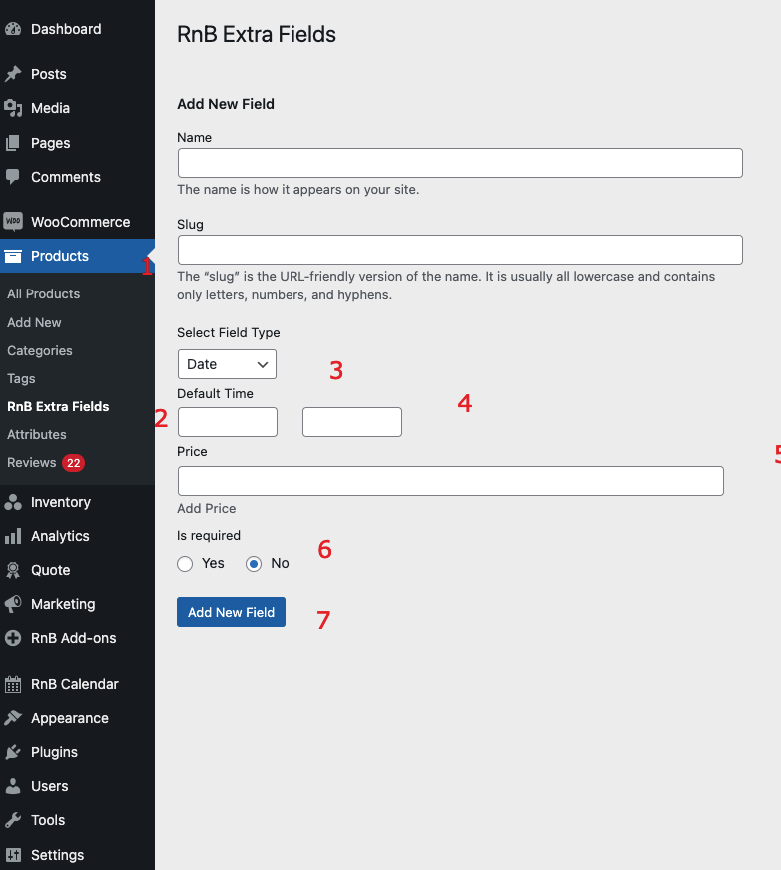 Dashboard
Posts
Media
Pages
Comments
WooCommerce
Products
1
All Products
Add New
Categories
Tags
RnB Extra Fields
2
Attributes
Reviews 22
Inventory
Analytics
Quote
Marketing
RnB Add-ons
RnB Calendar
Appearance
Plugins
Users
Tools
Settings
RnB Extra Fields
Add New Field
Name
The name is how it appears on your site.
Slug
The “slug” is the URL-friendly version of the name. It is usually all lowercase and contains
only letters, numbers, and hyphens.
Select Field Type
Date
3
Default Time
4
Price
5
Add Price
Is required
Yes No
6
Add New Field
7